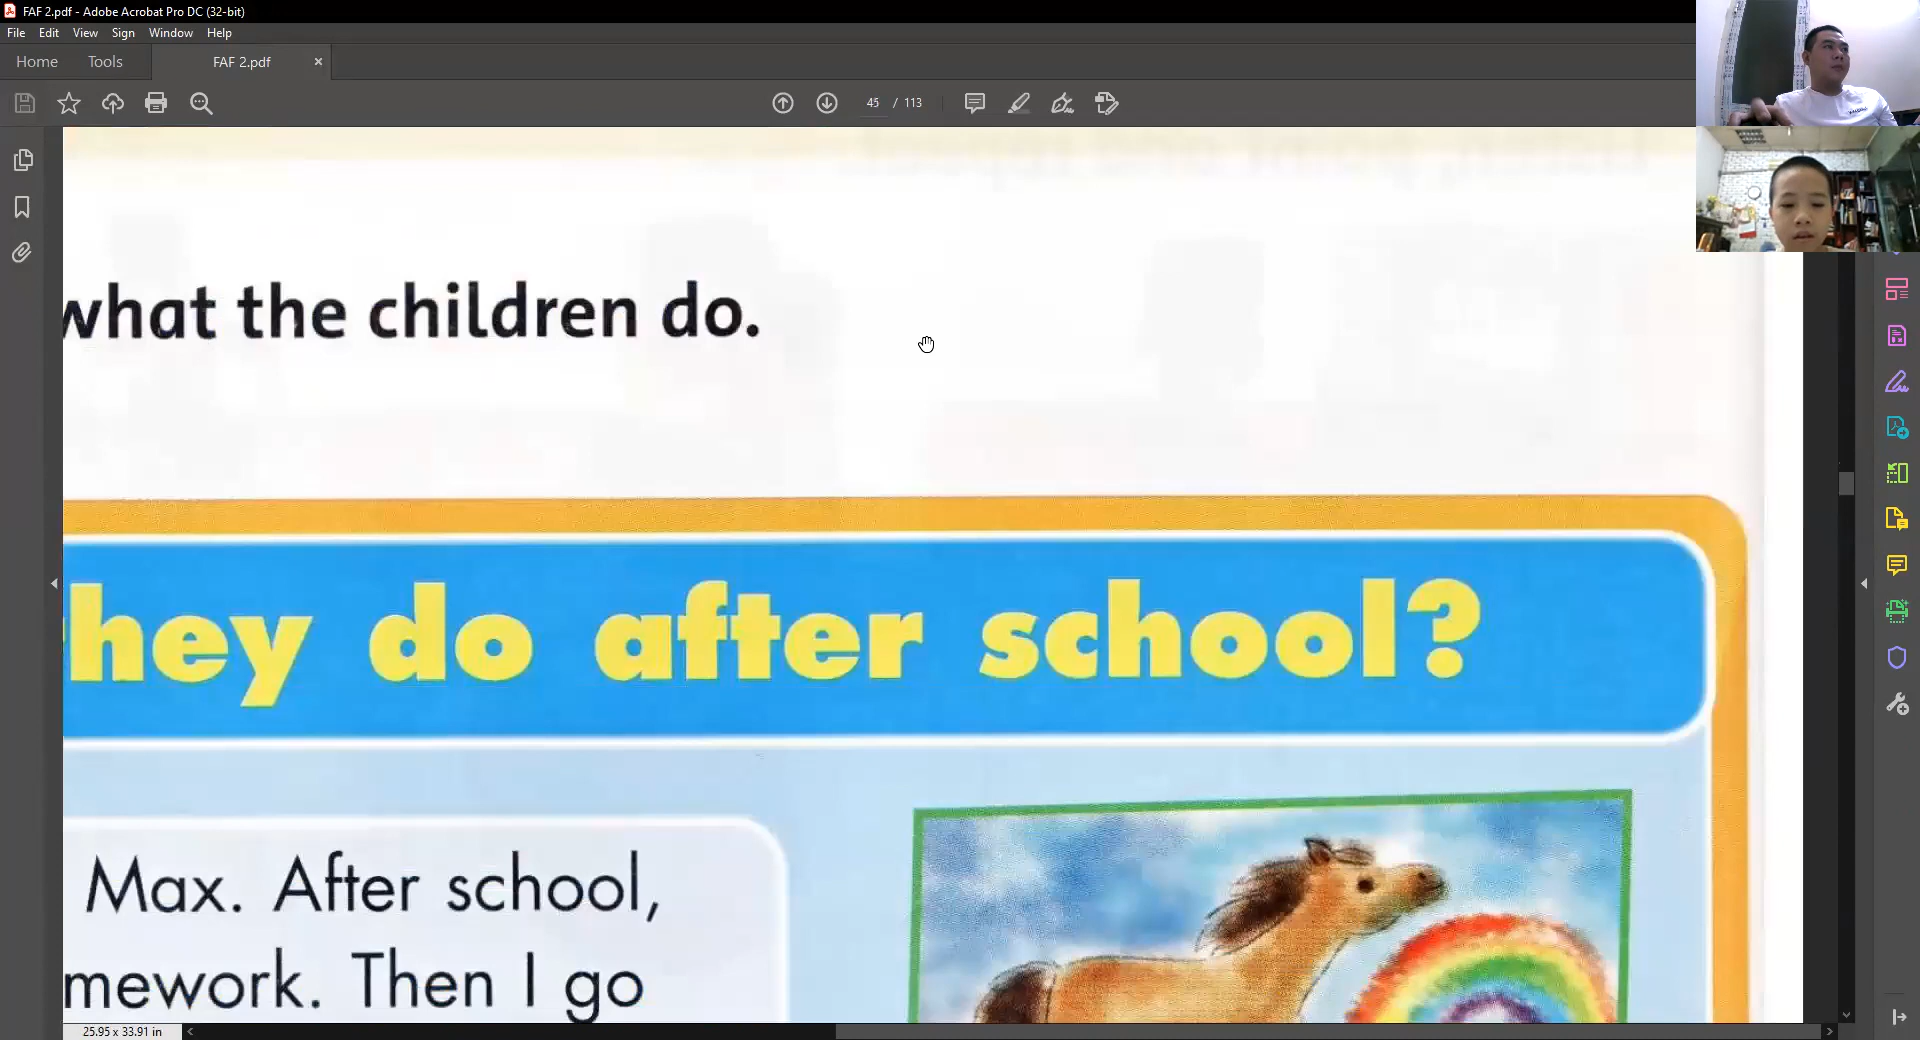 FAF 2.pdf - Adobe Acrobat Pro DC (32-bit)
File Edit View Sign Window Help
Home Tools FAF 2.pdf ×
45 / 113
what the children do.
they do after school?
Max. After school,
mework. Then I go
25.95 x 33.91 in